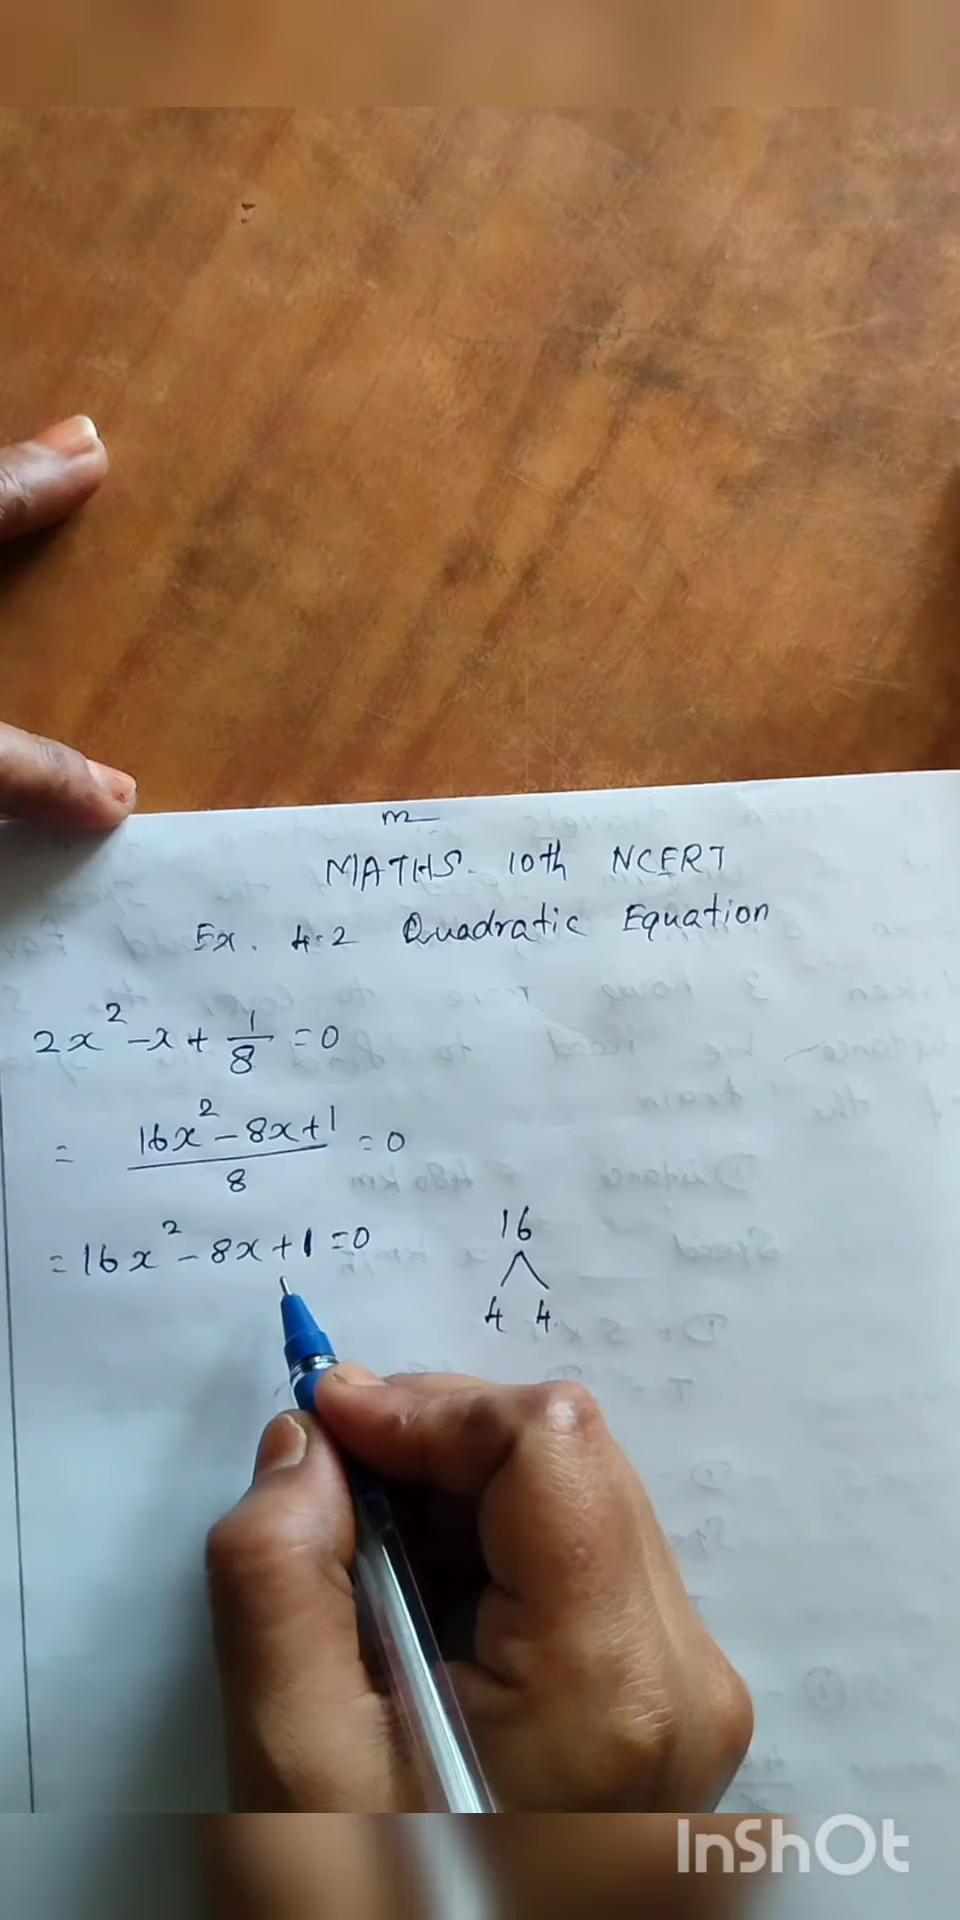 MATHS. 10th NCERT
Ex. 4.2 Quadratic Equation
2x² - x + 1/8 = 0
= 16x² - 8x + 1 / 8 = 0
= 16x² - 8x + 1 = 0
16
4 4
InShOt